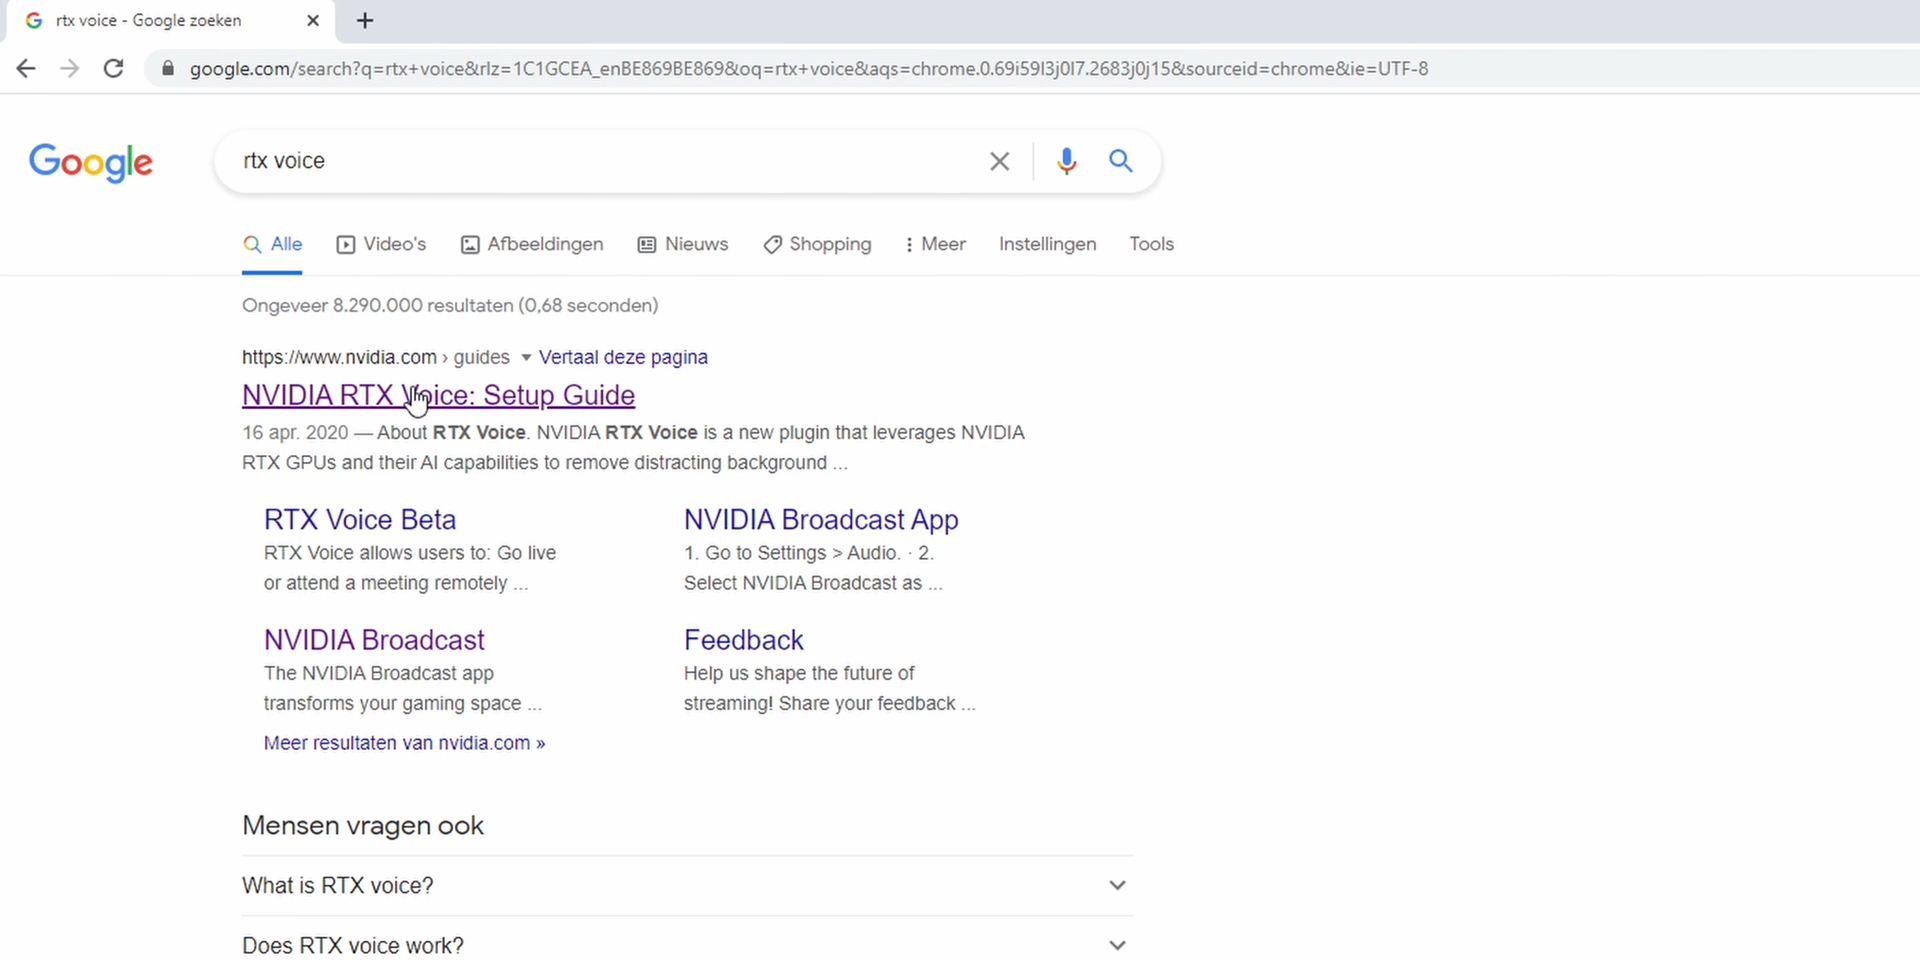 rtx voice - Google zoeken
google.com/search?q=rtx+voice&rlz=1C1GCEA_enBE869BE869&oq=rtx+voice&aqs=chrome.0.69i59l3j0l7.2683j0j15&sourceid=chrome&ie=UTF-8
Google
rtx voice
Alle Video's Afbeeldingen Nieuws Shopping Meer Instellingen Tools
Ongeveer 8.290.000 resultaten (0,68 seconden)
https://www.nvidia.com › guides Vertaal deze pagina
NVIDIA RTX Voice: Setup Guide
16 apr. 2020 — About RTX Voice. NVIDIA RTX Voice is a new plugin that leverages NVIDIA
RTX GPUs and their AI capabilities to remove distracting background ...
RTX Voice Beta
RTX Voice allows users to: Go live
or attend a meeting remotely ...
NVIDIA Broadcast App
1. Go to Settings > Audio. · 2.
Select NVIDIA Broadcast as ...
NVIDIA Broadcast
The NVIDIA Broadcast app
transforms your gaming space ...
Feedback
Help us shape the future of
streaming! Share your feedback ...
Meer resultaten van nvidia.com »
Mensen vragen ook
What is RTX voice?
Does RTX voice work?